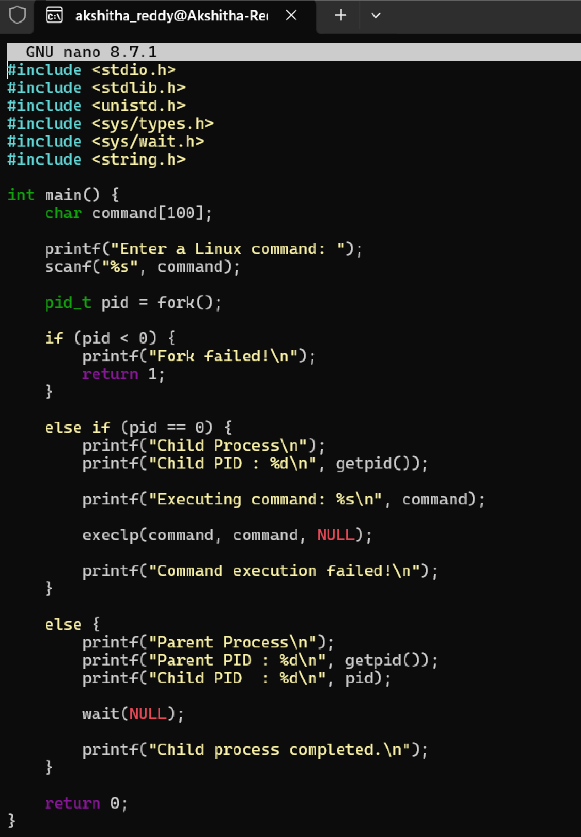 akshitha_reddy@Akshitha-Re
GNU nano 8.7.1
#include <stdio.h>
#include <stdlib.h>
#include <unistd.h>
#include <sys/types.h>
#include <sys/wait.h>
#include <string.h>

int main() {
    char command[100];

    printf("Enter a Linux command: ");
    scanf("%s", command);

    pid_t pid = fork();

    if (pid < 0) {
        printf("Fork failed!\n");
        return 1;
    }

    else if (pid == 0) {
        printf("Child Process\n");
        printf("Child PID : %d\n", getpid());

        printf("Executing command: %s\n", command);

        execlp(command, command, NULL);

        printf("Command execution failed!\n");
    }

    else {
        printf("Parent Process\n");
        printf("Parent PID : %d\n", getpid());
        printf("Child PID  : %d\n", pid);

        wait(NULL);

        printf("Child process completed.\n");
    }

    return 0;
}